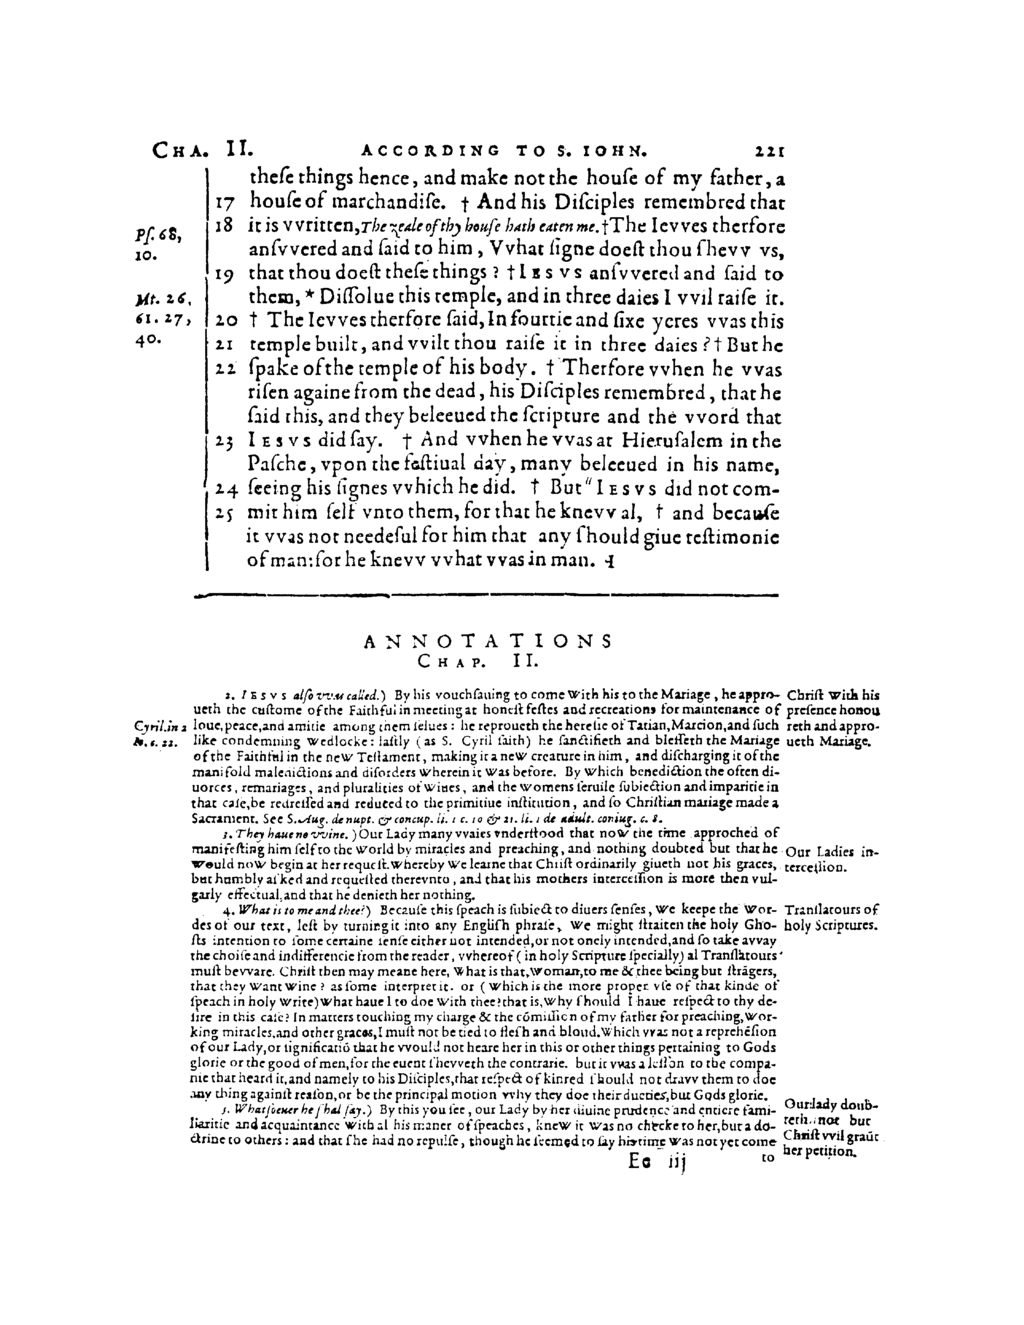 CHA. II. ACCORDING TO S. IOHN. 221
theſe things hence, and make not the houſe of my father, a
17 houſe of marchandiſe. † And his Diſciples remembred that
18 it is vvritten, The zeale of thy houſe hath eaten me. † The Ievves therfore
Pſ. 68,
10.
anſvvered and ſaid to him, Vvhat ſigne doeſt thou ſhevv vs,
19 that thou doeſt theſe things? † IESVS anſvvered and ſaid to
Mt. 26,
61. 27,
40.
them, * Diſſolue this temple, and in three daies I vvil raiſe it.
20 † The Ievves therfore ſaid, In fourtie and ſixe yeres vvas this
21 temple built, and vvilt thou raiſe it in three daies? † But he
22 ſpake of the temple of his body. † Therfore vvhen he vvas
riſen againe from the dead, his Diſciples remembred, that he
ſaid this, and they beleeued the ſcripture and the vvord that
23 IESVS did ſay. † And vvhen he vvas at Hieruſalem in the
Paſche, vpon the feſtiual day, many beleeued in his name,
24 ſeeing his ſignes vvhich he did. † But " IESVS did not com-
25 mit him ſelf vnto them, for that he knevv al, † and becauſe
it vvas not needeful for him that any ſhould giue teſtimonie
of man: for he knevv vvhat vvas in man. ⊣
ANNOTATIONS
CHAP. II.
2. IESVS alſo vvas called.) By his vouchſauing to come with his to the Mariage, he appro-
ueth the cuſtome of the Faithful in meeting at honeſt feſtes and recreations for maintenance of
loue, peace, and amitie among them ſelues: he reproueth the hereſie of Tatian, Marcion, and ſuch
like condemning wedlocke: laſtly (as S. Cyril ſaith) he ſanctifieth and bleſſeth the Mariage
of the Faithful in the new Teſtament, making it a new creature in him, and diſcharging it of the
manifold maledictions and diſorders wherein it was before. By which benediction the often di-
uorces, remariages, and pluralities of wiues, and the womens ſeruile ſubiection and imparitie in
that caſe, be redreſſed and reduced to the primitiue inſtitution, and ſo Chriſtian mariage made a
Sacrament. See S. Aug. de nupt. & concup. li. 1 c. 10 & 21. li. 1 de adult. coniug. c. 8.
Chriſt with his
preſence honou
reth and appro-
ueth Mariage.
Cyril. in 2
Io. c. 22.
3. They haue no vvine.) Our Lady many vvaies vnderſtood that now the time approched of
manifeſting him ſelf to the world by miracles and preaching, and nothing doubted but that he
would now begin at her requeſt. Whereby we learne that Chriſt ordinarily giueth not his graces,
but humbly aſked and requeſted therevnto, and that his mothers interceſſion is more then vul-
garly effectual, and that he denieth her nothing.
Our Ladies in-
terceſſion.
4. What is to me and thee?) Becauſe this ſpeach is ſubiect to diuers ſenſes, we keepe the wor-
des of our text, leſt by turning it into any Engliſh phraſe, we might ſtraiten the holy Gho-
ſts intention to ſome certaine ſenſe either not intended, or not onely intended, and ſo take avvay
the choiſe and indifferencie from the reader, vvhereof (in holy Scripture ſpecially) al Tranſlatours
muſt bevvare. Chriſt then may meane here, What is that, woman, to me & thee being but ſtrãgers,
that they want wine? as ſome interpret it. or (which is the more proper vſe of that kinde of
ſpeach in holy write) what haue I to doe with thee? that is, why ſhould I haue reſpect to thy de-
ſire in this caſe? In matters touching my charge & the cõmiſſion of my father for preaching, wor-
king miracles, and other graces, I muſt not be tied to fleſh and bloud. Which vvas not a reprehẽſion
of our Lady, or ſignificatiõ that he vvould not heare her in this or other things pertaining to Gods
glorie or the good of men, for the euent ſhevveth the contrarie. but it vvas a leſſon to the compa-
nie that heard it, and namely to his Diſciples, that reſpect of kinred ſhould not dravv them to doe
any thing againſt reaſon, or be the principal motion vvhy they doe their dueties, but Gods glorie.
Tranſlatours of
holy Scriptures.
5. Whatſoeuer he ſhal ſay.) By this you ſee, our Lady by her diuine prudence and entiere fami-
liaritie and acquaintance with al his maner of ſpeaches, knew it was no checke to her, but a do-
ctrine to others: and that ſhe had no repulſe, though he ſeemed to ſay his time was not yet come
Our lady doub-
teth not but
Chriſt vvil graũt
her petition.
Ee iij to